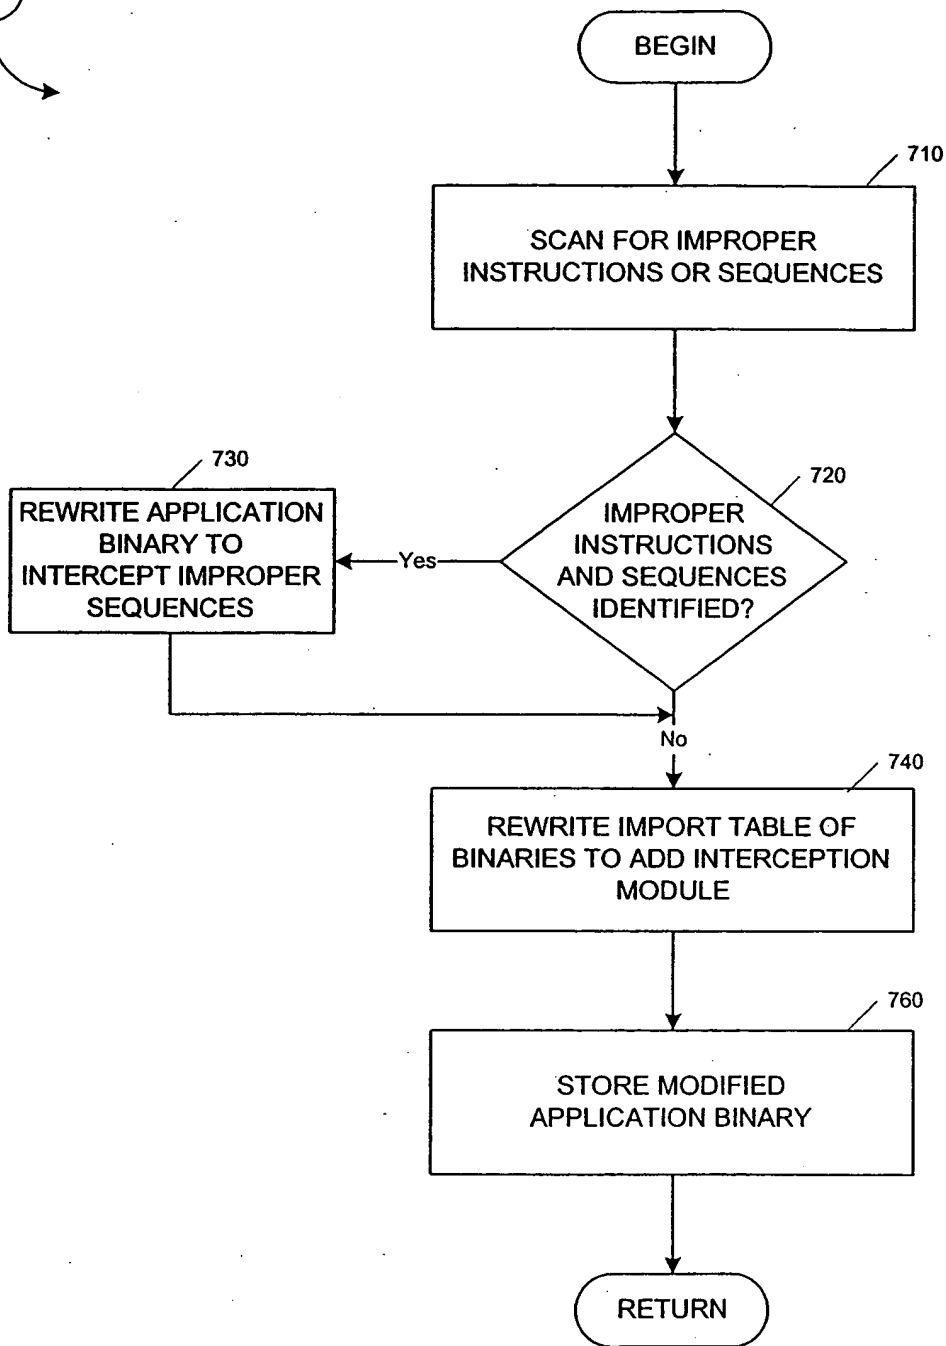 BEGIN
710
SCAN FOR IMPROPER
INSTRUCTIONS OR SEQUENCES
730
REWRITE APPLICATION
BINARY TO
INTERCEPT IMPROPER
SEQUENCES
Yes
720
IMPROPER
INSTRUCTIONS
AND SEQUENCES
IDENTIFIED?
No
740
REWRITE IMPORT TABLE OF
BINARIES TO ADD INTERCEPTION
MODULE
760
STORE MODIFIED
APPLICATION BINARY
RETURN